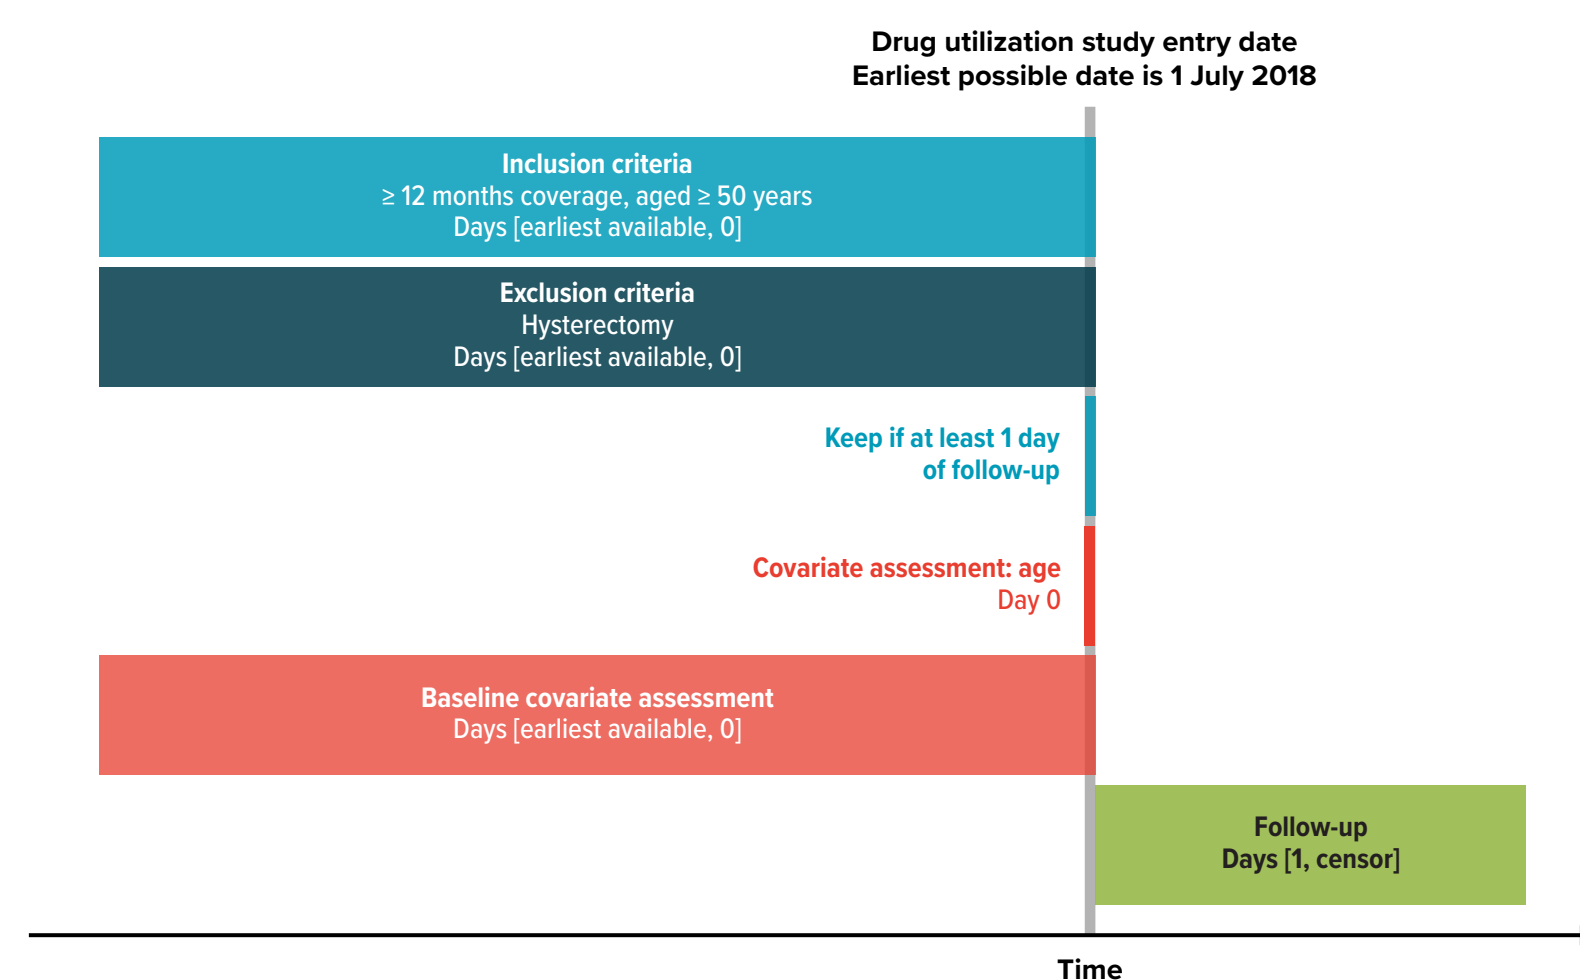 Drug utilization study entry date
Earliest possible date is 1 July 2018
Inclusion criteria
≥ 12 months coverage, aged ≥ 50 years
Days [earliest available, 0]
Exclusion criteria
Hysterectomy
Days [earliest available, 0]
Keep if at least 1 day
of follow-up
Covariate assessment: age
Day 0
Baseline covariate assessment
Days [earliest available, 0]
Follow-up
Days [1, censor]
Time